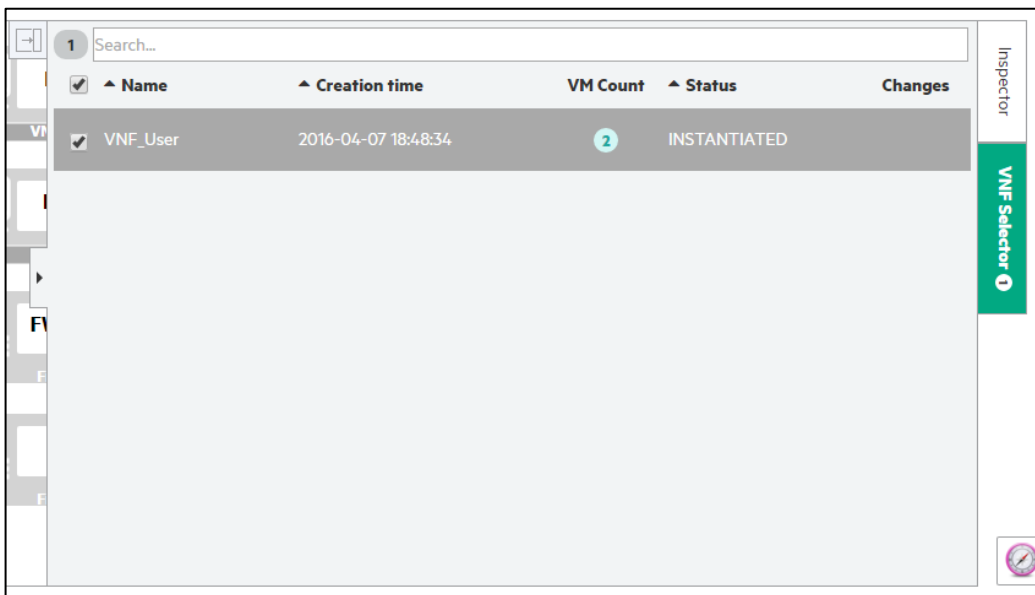 1 Search...
Name Creation time VM Count Status Changes
VNF_User 2016-04-07 18:48:34 2 INSTANTIATED
Inspector
VNF Selector 1